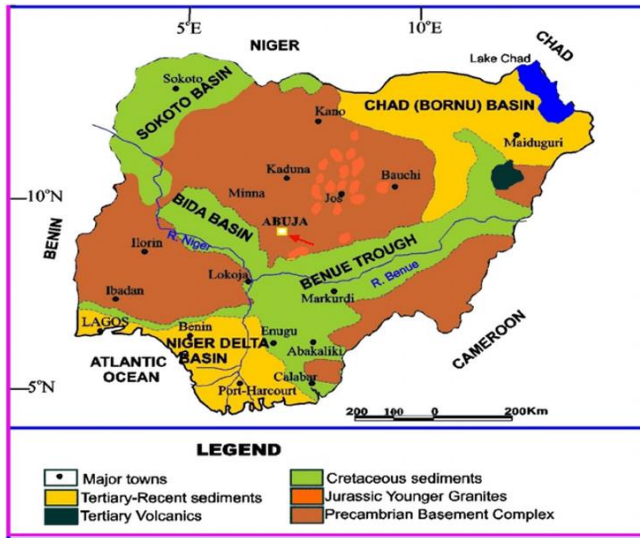 5°E
10°E
NIGER
CHAD
Lake Chad
Sokoto
SOKOTO BASIN
CHAD (BORNU) BASIN
Kano
Maiduguri
Kaduna
Bauchi
Minna
Jos
10°N
BIDA BASIN
ABUJA
BENIN
Ilorin
R. Niger
BENUE TROUGH
R. Benue
Lokoja
Markurdi
Ibadan
CAMEROON
LAGOS
Benin
Enugu
NIGER DELTA
BASIN
Abakaliki
ATLANTIC
OCEAN
Calabar
5°N
Port-Harcourt
200 100 0 200Km
LEGEND
Major towns
Cretaceous sediments
Tertiary-Recent sediments
Jurassic Younger Granites
Tertiary Volcanics
Precambrian Basement Complex